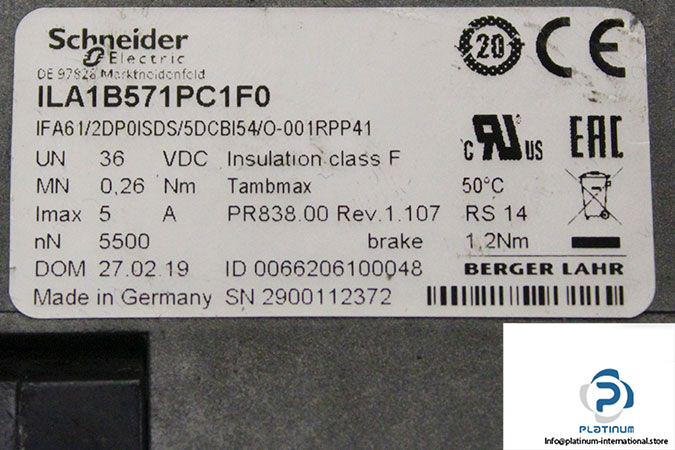 Schneider
Electric
DE 97828 Marktheidenfeld
20
CE
ILA1B571PC1F0
IFA61/2DP0ISDS/5DCBI54/O-001RPP41
c RU US EAC
UN 36 VDC Insulation class F
MN 0,26 Nm Tambmax 50°C
Imax 5 A PR838.00 Rev.1.107 RS 14
nN 5500 brake 1,2Nm
DOM 27.02.19 ID 0066206100048 BERGER LAHR
Made in Germany SN 2900112372
PLATINUM
Info@platinum-international.store